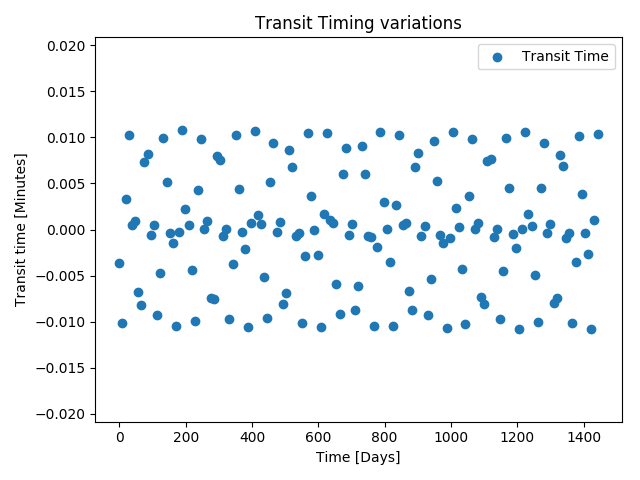 Transit Timing variations
Transit Time
Transit time [Minutes]
0.020
0.015
0.010
0.005
0.000
−0.005
−0.010
−0.015
−0.020
0 200 400 600 800 1000 1200 1400
Time [Days]